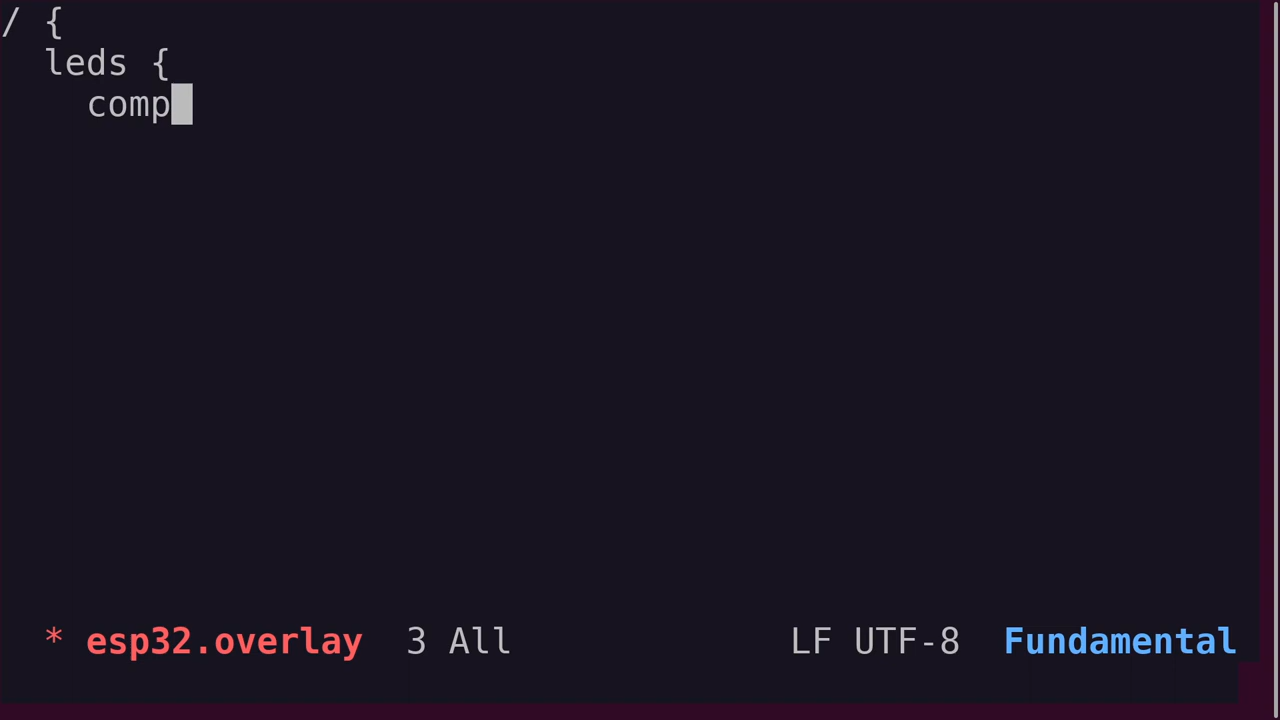 / {
  leds {
    comp
* esp32.overlay 3 All LF UTF-8 Fundamental